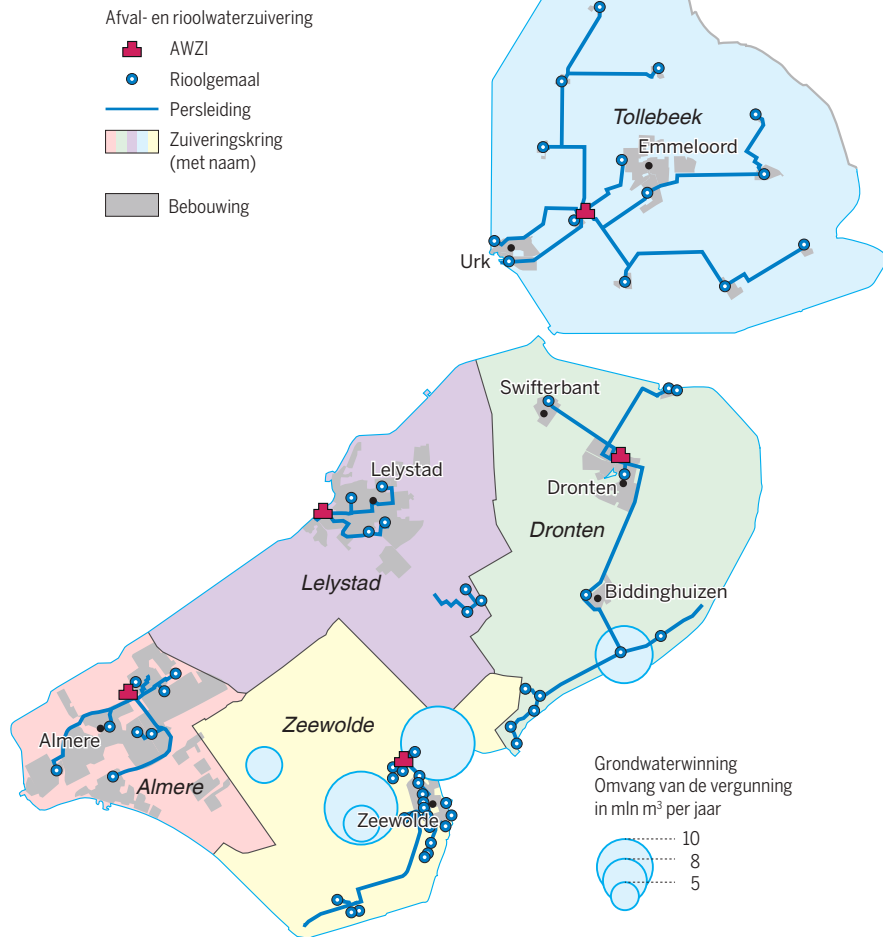 Afval- en rioolwaterzuivering
AWZI
Rioolgemaal
Persleiding
Zuiveringskring
(met naam)
Bebouwing
Tollebeek
Emmeloord
Urk
Swifterbant
Lelystad
Dronten
Dronten
Lelystad
Biddinghuizen
Zeewolde
Almere
Almere
Zeewolde
Grondwaterwinning
Omvang van de vergunning
in mln m³ per jaar
10
8
5